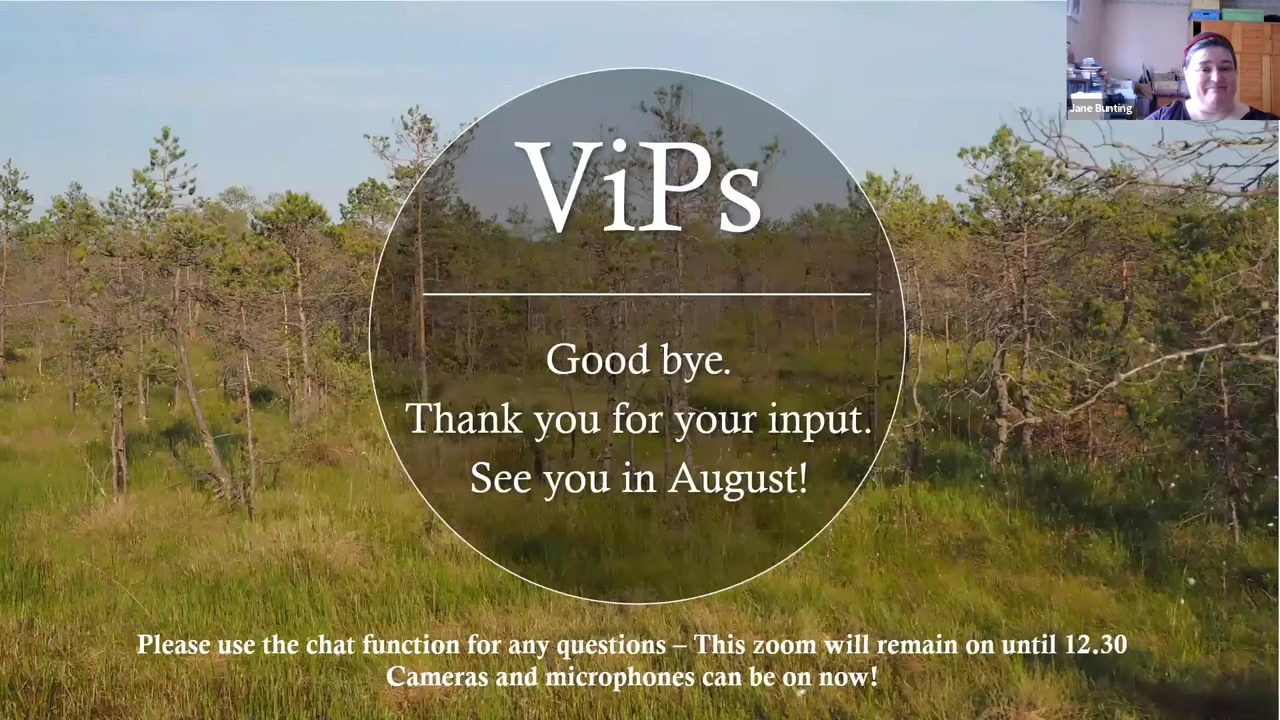 Jane Bunting
ViPs
Good bye.
Thank you for your input.
See you in August!
Please use the chat function for any questions – This zoom will remain on until 12.30
Cameras and microphones can be on now!